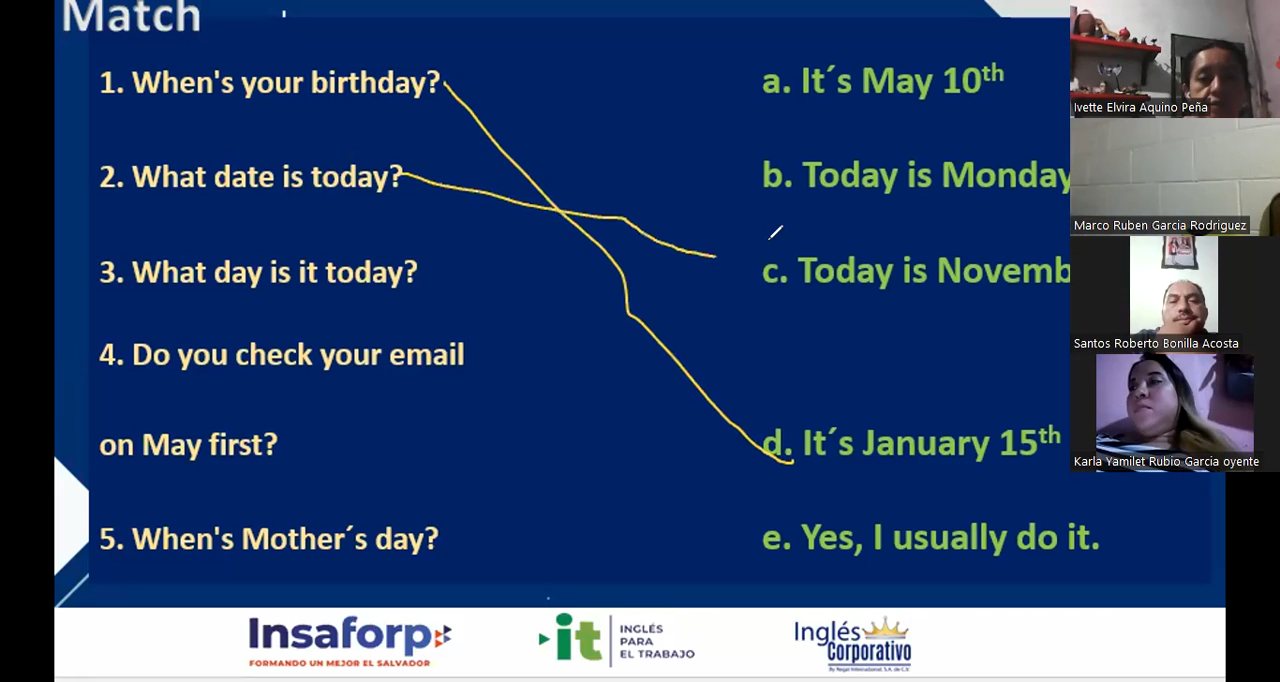 Match
1. When's your birthday?
a. It´s May 10th
2. What date is today?
b. Today is Monday
3. What day is it today?
c. Today is
4. Do you check your email
on May first?
d. It´s January 15th
5. When's Mother´s day?
e. Yes, I usually do it.
Ivette Elvira Aquino Peña
Marco Ruben Garcia Rodriguez
Santos Roberto Bonilla Acosta
Karla Yamilet Rubio Garcia oyente
Insaforp
FORMANDO UN MEJOR EL SALVADOR
it
INGLÉS
PARA
EL TRABAJO
Inglés
Corporativo